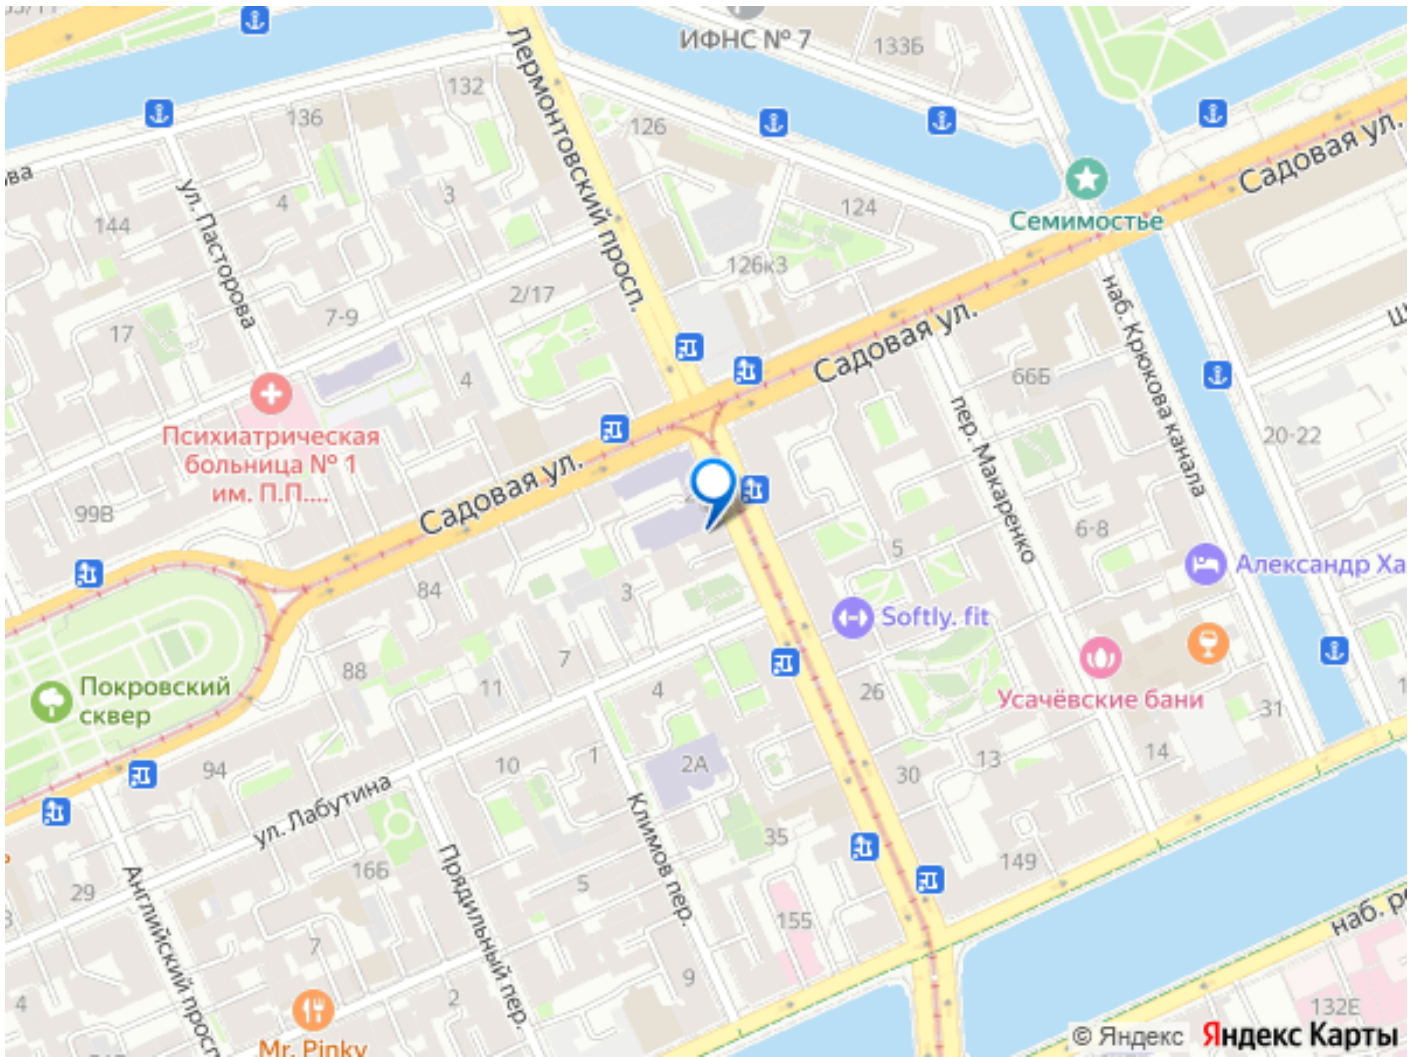 ИФНС № 7
133Б
132
136
126
Лермонтовский просп.
Садовая ул.
ул. Пасторова
3
4
144
124
Семимостье
126к3
наб. Крюкова канала
2/17
7-9
17
4
Садовая ул.
66Б
пер. Макаренко
20-22
Психиатрическая
больница № 1
им. П.П....
Садовая ул.
99В
6-8
5
Александр Ха
84
3
Softly. fit
88
7
11
4
26
Усачёвские бани
31
Покровский
сквер
94
10
1
2А
13
14
30
ул. Лабутина
Климов пер.
35
149
16Б
29
Прядильный пер.
5
Английский просп
155
7
9
2
4
наб. р
132Е
Mr. Pinky
© Яндекс Яндекс Карты